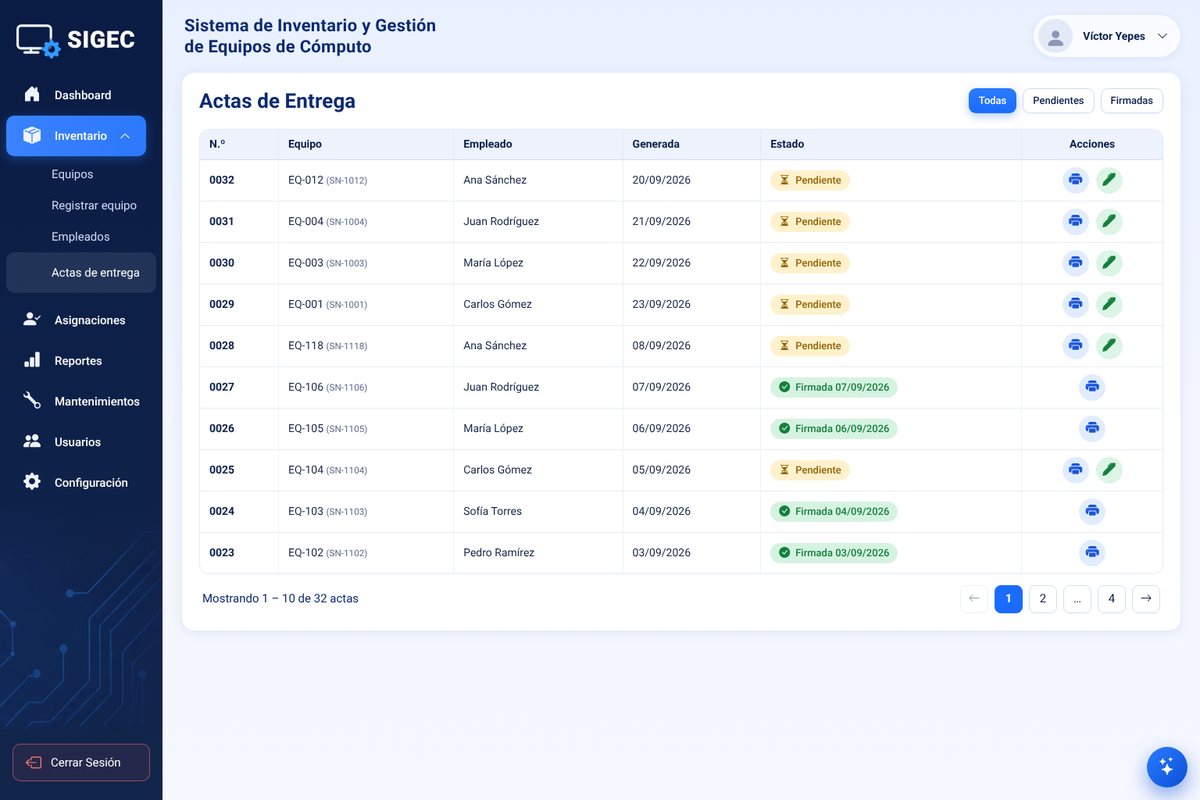 SIGEC
Dashboard
Inventario
Equipos
Registrar equipo
Empleados
Actas de entrega
Asignaciones
Reportes
Mantenimientos
Usuarios
Configuración
Cerrar Sesión
Sistema de Inventario y Gestión
de Equipos de Cómputo
Víctor Yepes
Actas de Entrega
Todas Pendientes Firmadas
N.º Equipo Empleado Generada Estado Acciones
0032 EQ-012 (SN-1012) Ana Sánchez 20/09/2026 Pendiente
0031 EQ-004 (SN-1004) Juan Rodríguez 21/09/2026 Pendiente
0030 EQ-003 (SN-1003) María López 22/09/2026 Pendiente
0029 EQ-001 (SN-1001) Carlos Gómez 23/09/2026 Pendiente
0028 EQ-118 (SN-1118) Ana Sánchez 08/09/2026 Pendiente
0027 EQ-106 (SN-1106) Juan Rodríguez 07/09/2026 Firmada 07/09/2026
0026 EQ-105 (SN-1105) María López 06/09/2026 Firmada 06/09/2026
0025 EQ-104 (SN-1104) Carlos Gómez 05/09/2026 Pendiente
0024 EQ-103 (SN-1103) Sofía Torres 04/09/2026 Firmada 04/09/2026
0023 EQ-102 (SN-1102) Pedro Ramírez 03/09/2026 Firmada 03/09/2026
Mostrando 1 – 10 de 32 actas
← 1 2 ... 4 →